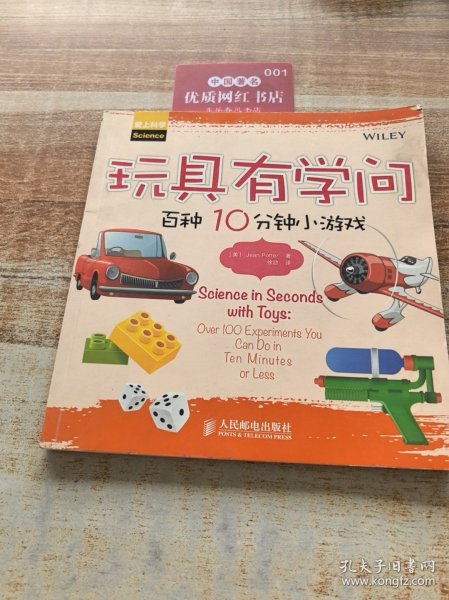 001
中国著名
优质网红书店
爱上科学
Science
WILEY
玩具有学问
百种 10 分钟小游戏
［美］ Jean Potter 著
译
Science in Seconds
with Toys:
Over 100 Experiments You
Can Do in
Ten Minutes
or Less
人民邮电出版社
POSTS & TELECOM PRESS
孔夫子旧书网
www.kongfz.com